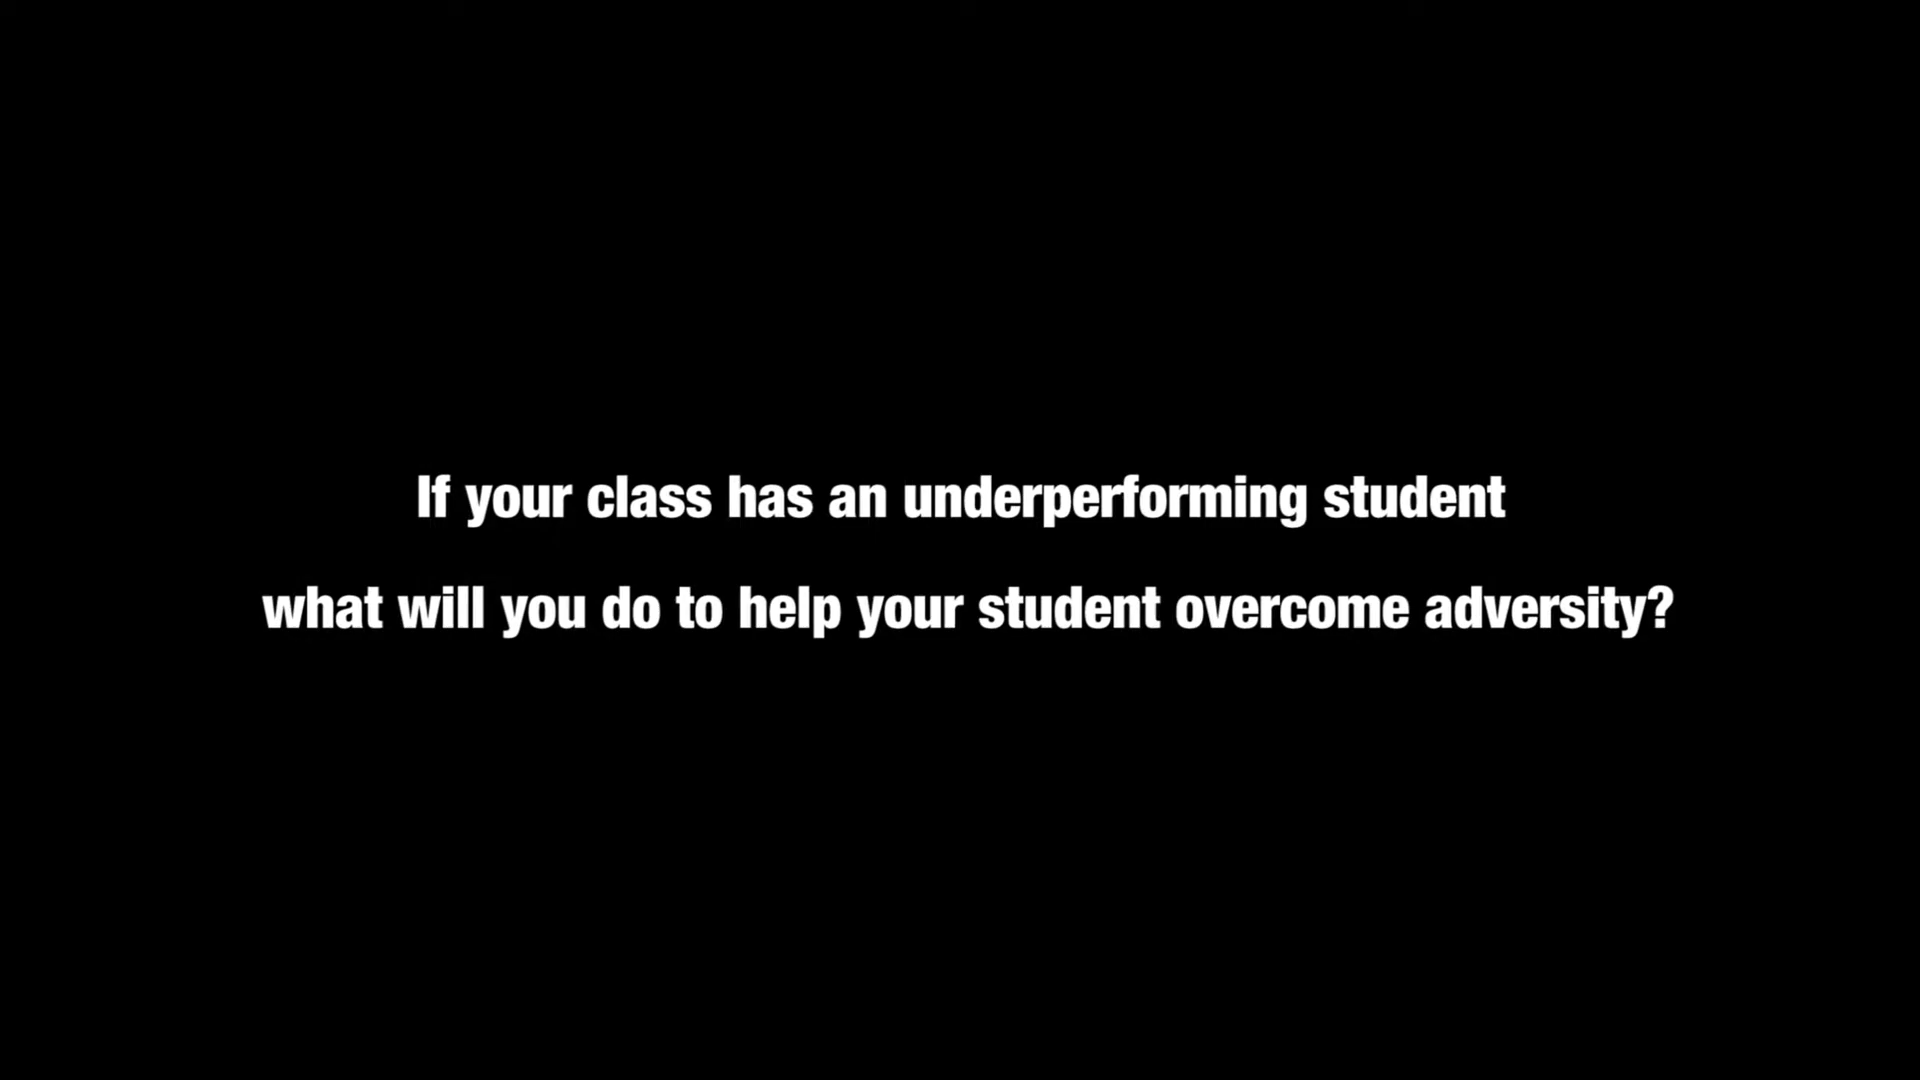 If your class has an underperforming student
what will you do to help your student overcome adversity?